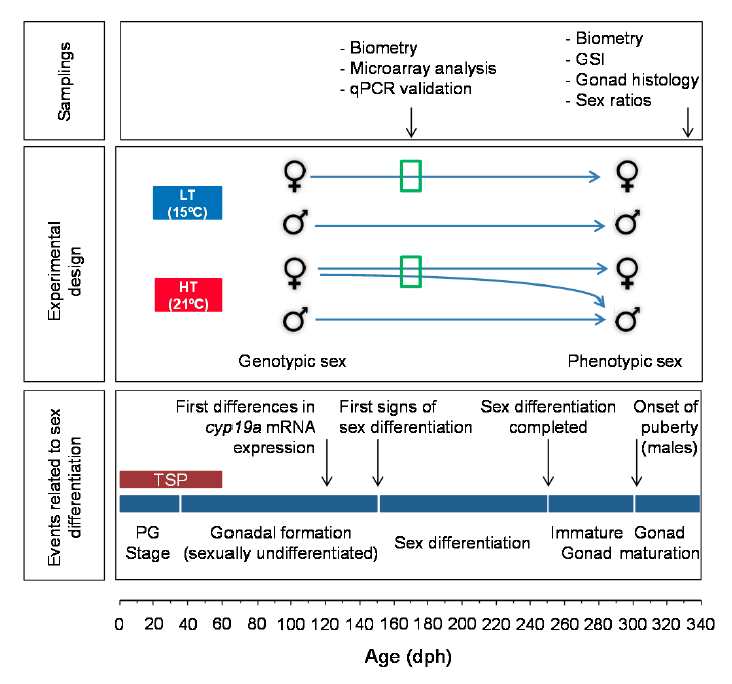 Samplings
- Biometry
- Microarray analysis
- qPCR validation
- Biometry
- GSI
- Gonad histology
- Sex ratios
Experimental
design
LT
(15ºC)
HT
(21ºC)
♀
♂
♀
♂
♀
♂
♀
♂
Genotypic sex
Phenotypic sex
Events related to sex
differentiation
First differences in
cyp19a mRNA
expression
First signs of
sex differentiation
Sex differentiation
completed
Onset of
puberty
(males)
TSP
PG
Stage
Gonadal formation
(sexually undifferentiated)
Sex differentiation
Immature
Gonad
Gonad
maturation
0 20 40 60 80 100 120 140 160 180 200 220 240 260 280 300 320 340
Age (dph)